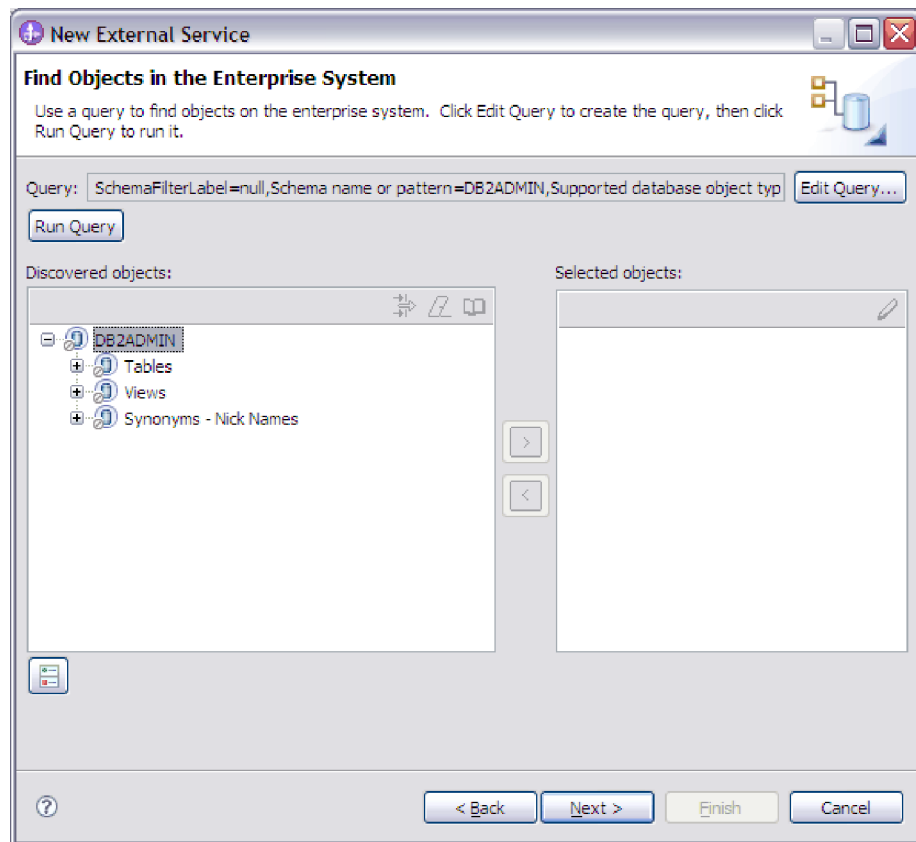 New External Service
Find Objects in the Enterprise System
Use a query to find objects on the enterprise system. Click Edit Query to create the query, then click
Run Query to run it.
Query: SchemaFilterLabel=null,Schema name or pattern=DB2ADMIN,Supported database object typ Edit Query...
Run Query
Discovered objects: Selected objects:
DB2ADMIN
Tables
Views
Synonyms - Nick Names
>
<
< Back Next > Finish Cancel